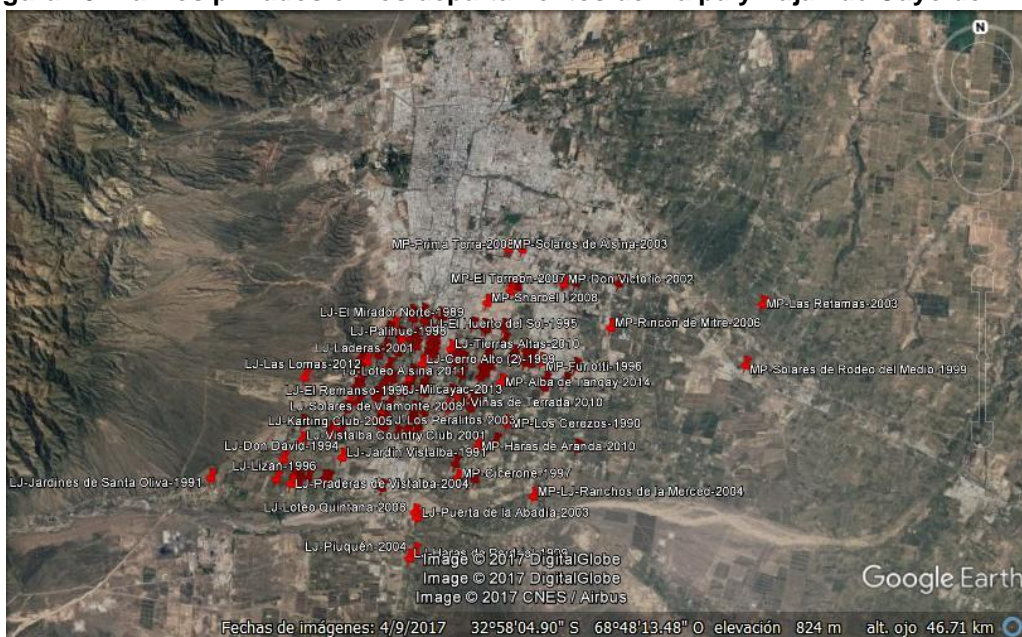 N
MP-Prima Terra-2008
MP-Solares de Alsina-2003
MP-El Torreón-2007
MP-Don Victorio-2002
MP-Sharbel I 2008
MP-Las Retamas-2003
LJ-El Mirador Norte-1989
LJ-El Huerto del Sol-1995
MP-Rincón de Mitre-2006
LJ-Palihue-1998
LJ-Laderas-2001
LJ-Tierras Altas-2010
LJ-Las Lomas-2012
LJ-Cerro Alto (2)-1999
MP-Furlotti-1996
LJ-Loteo Alsina 2011
MP-Solares de Rodeo del Medio-1999
LJ-El Remanso-1996
LJ-Milcayac-2013
MP-Alba de Tiangay 2014
LJ-Solares de Viamonte-2008
LJ-Viñas de Terrada-2010
LJ-Karting Club-2005
LJ-Los Peralitos-2003
MP-Los Cerezos-1990
LJ-Vistalba Country Club-2001
LJ-Don David-1994
MP-Haras de Aranda-2010
LJ-Jardín Vistalba-1991
LJ-Lizán-1996
MP-Cicerone-1997
LJ-Jardines de Santa Oliva-1991
LJ-Praderas de Vistalba-2004
MP-LJ-Ranchos de la Merced-2004
LJ-Loteo Quintana-2008
LJ-Puerta de la Abadía-2003
LJ-Piuquén-2004
Image © 2017 DigitalGlobe
Image © 2017 DigitalGlobe
Image © 2017 CNES / Airbus
Google Earth
Fechas de imágenes: 4/9/2017 32°58'04.90" S 68°48'13.48" O elevación 824 m alt. ojo 46.71 km